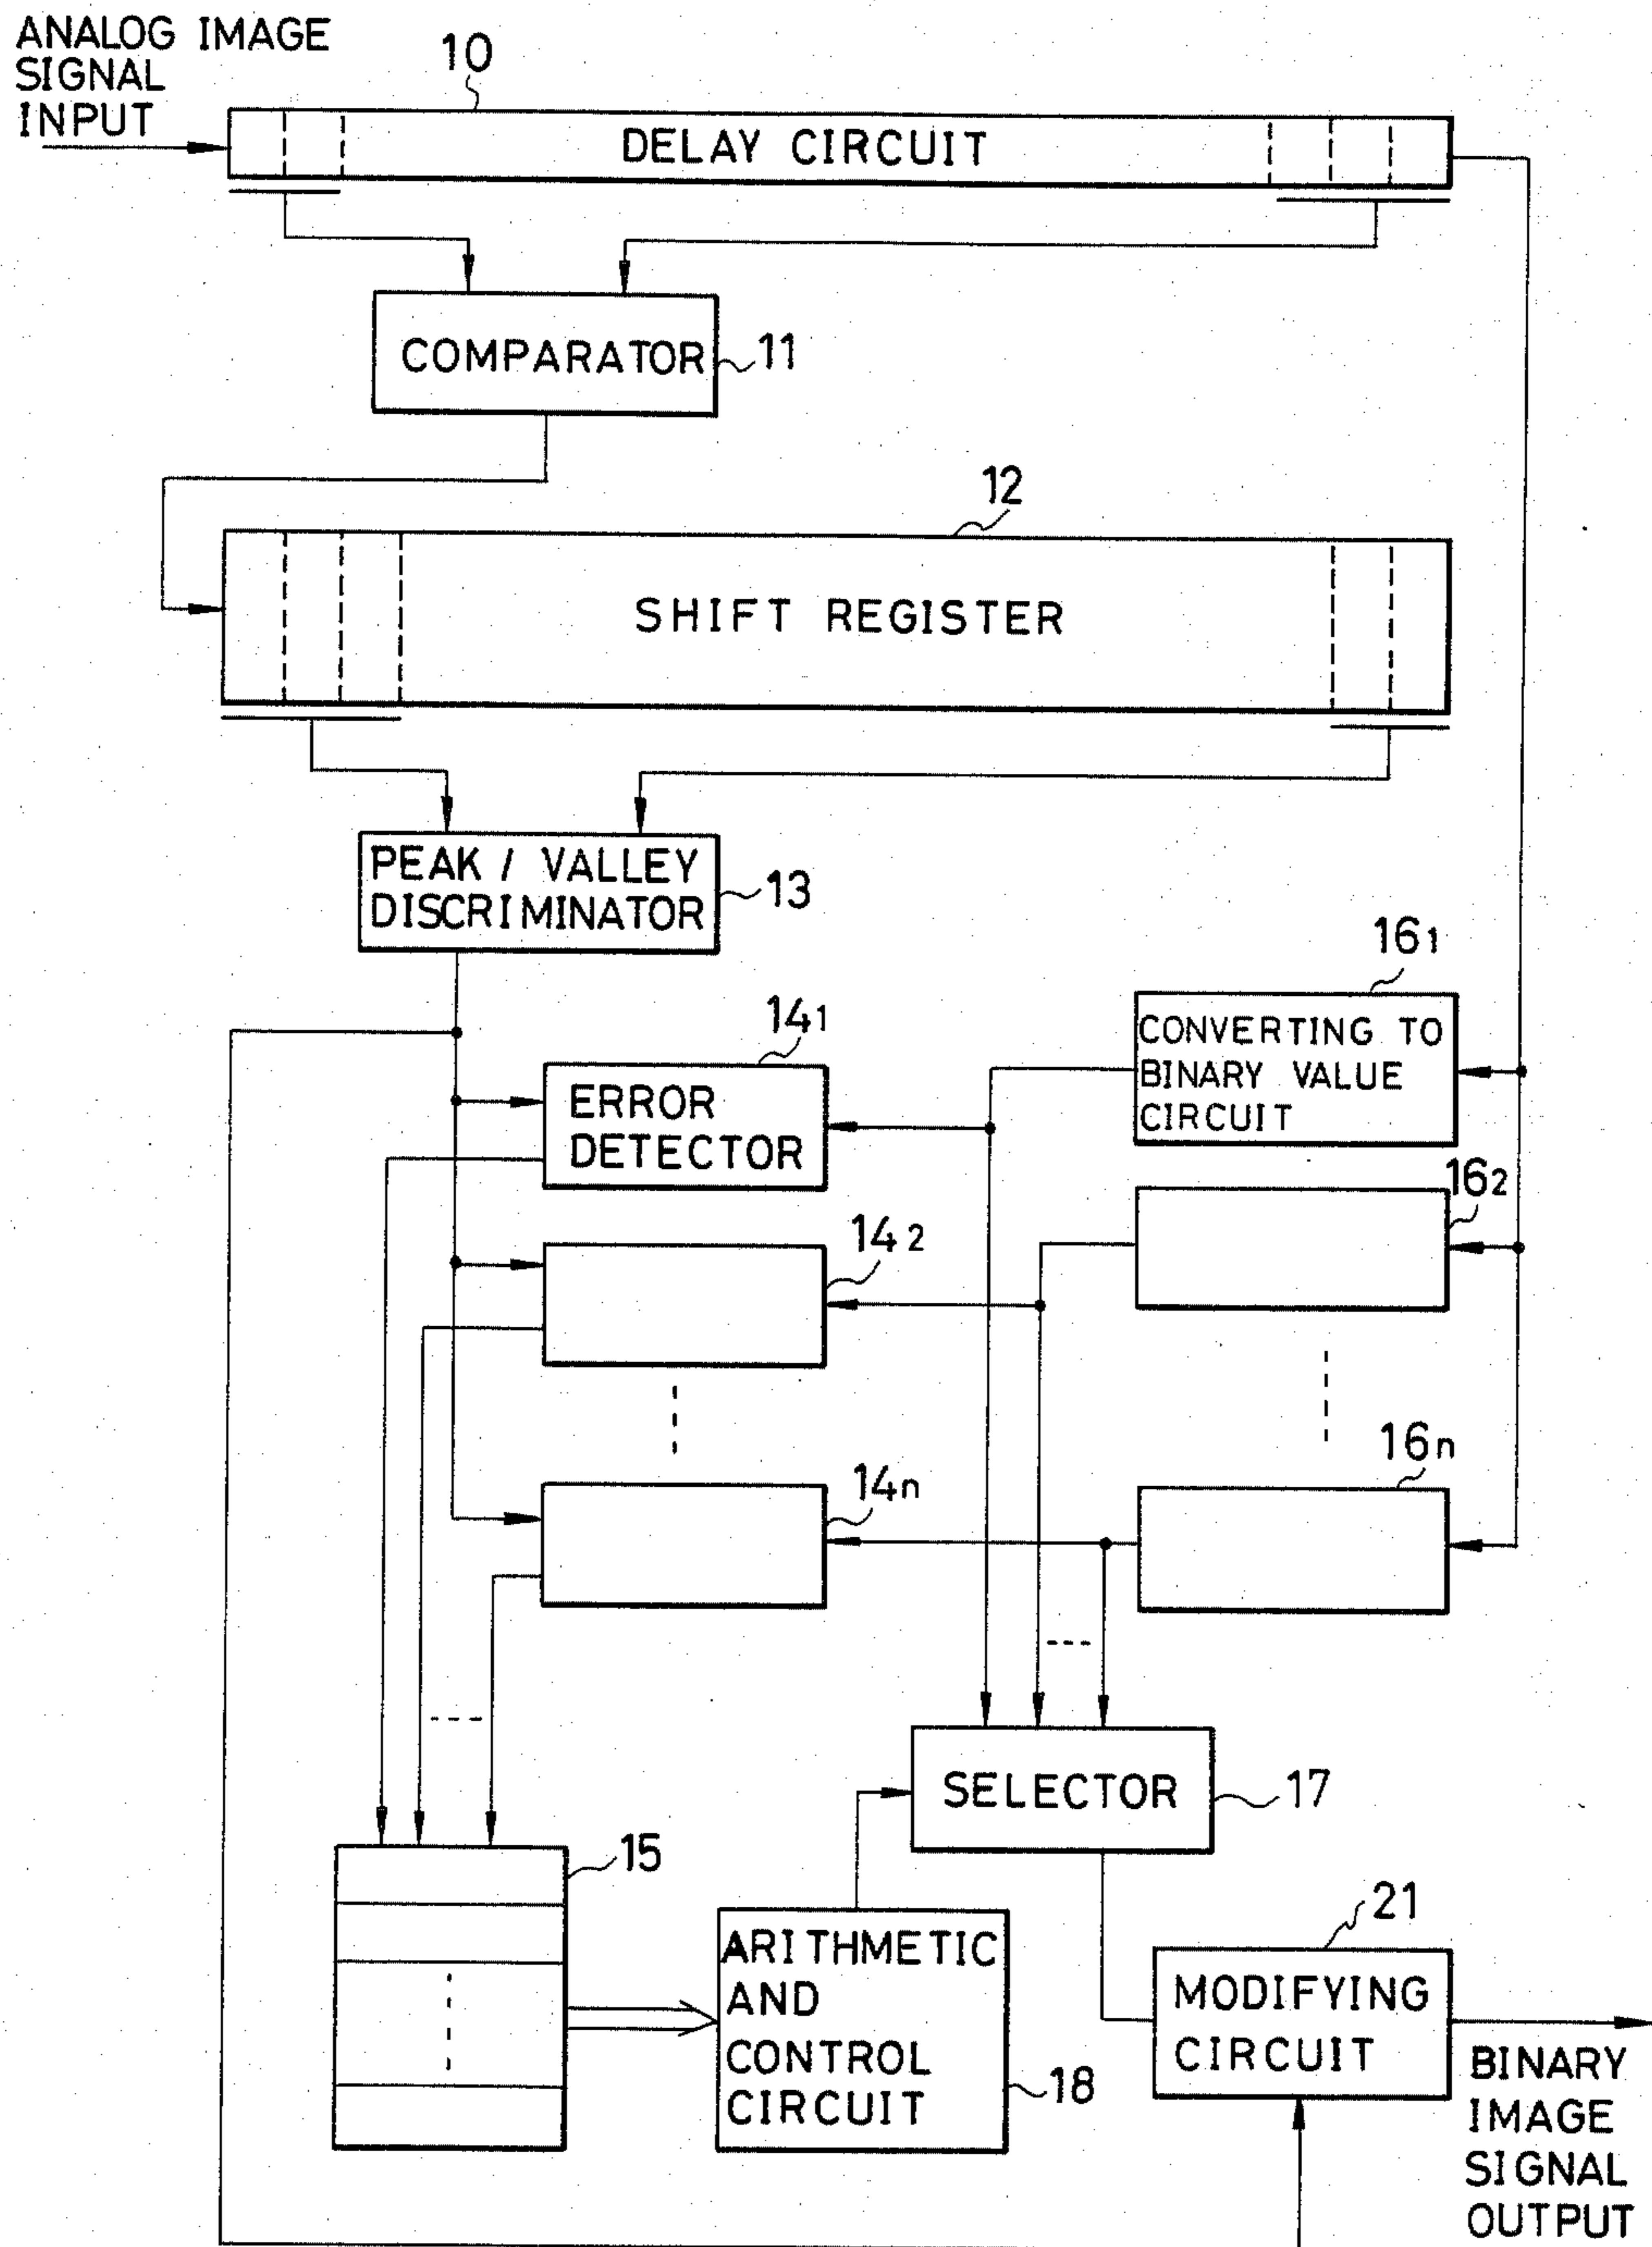 ANALOG IMAGE
SIGNAL
INPUT
10
DELAY CIRCUIT
COMPARATOR
11
12
SHIFT REGISTER
PEAK / VALLEY
DISCRIMINATOR
13
16₁
CONVERTING TO
BINARY VALUE
CIRCUIT
14₁
ERROR
DETECTOR
16₂
14₂
16n
14n
SELECTOR
17
15
ARITHMETIC
AND
CONTROL
CIRCUIT
18
21
MODIFYING
CIRCUIT
BINARY
IMAGE
SIGNAL
OUTPUT